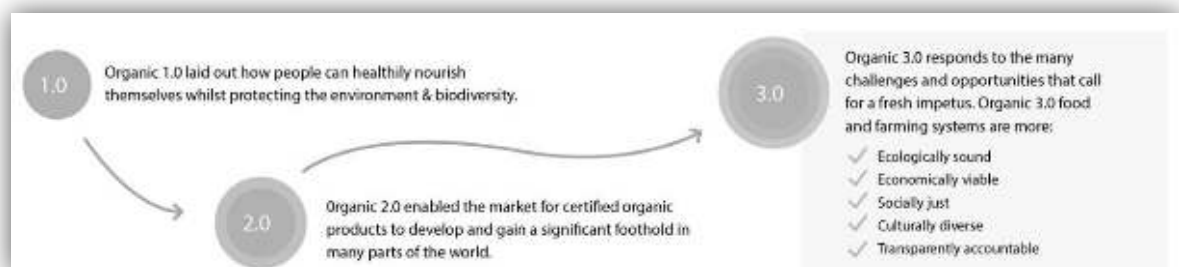 1.0
Organic 1.0 laid out how people can healthily nourish
themselves whilst protecting the environment & biodiversity.
2.0
Organic 2.0 enabled the market for certified organic
products to develop and gain a significant foothold in
many parts of the world.
3.0
Organic 3.0 responds to the many
challenges and opportunities that call
for a fresh impetus. Organic 3.0 food
and farming systems are more:
Ecologically sound
Economically viable
Socially just
Culturally diverse
Transparently accountable